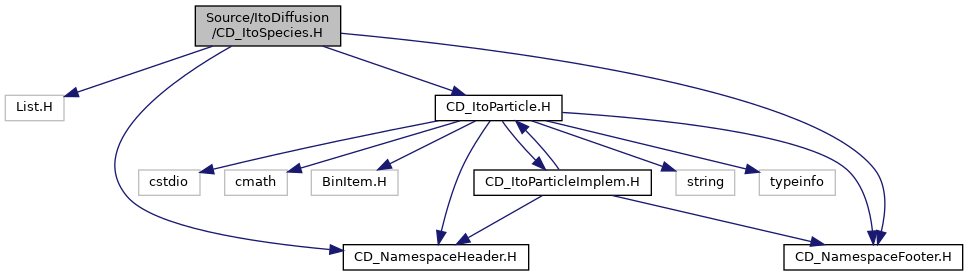 Source/ItoDiffusion
/CD_ItoSpecies.H
List.H
CD_ItoParticle.H
cstdio
cmath
BinItem.H
CD_ItoParticleImplem.H
string
typeinfo
CD_NamespaceHeader.H
CD_NamespaceFooter.H